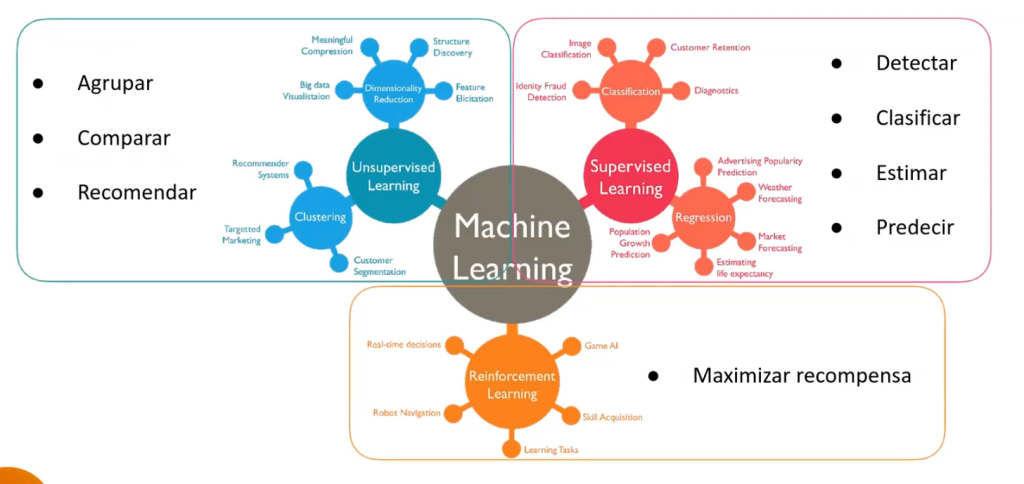 Agrupar
Comparar
Recomendar
Meaningful
Compression
Structure
Discovery
Big data
Visualistaion
Dimensionality
Reduction
Feature
Elicitation
Unsupervised
Learning
Recommender
Systems
Clustering
Targetted
Marketing
Customer
Segmentation
Machine
Learning
Image
Classification
Customer Retention
Idenity Fraud
Detection
Classification
Diagnostics
Supervised
Learning
Advertising Popularity
Prediction
Weather
Forecasting
Regression
Population
Growth
Prediction
Market
Forecasting
Estimating
life expectancy
Detectar
Clasificar
Estimar
Predecir
Real-time decisions
Game AI
Reinforcement
Learning
Robot Navigation
Skill Acquisition
Learning Tasks
Maximizar recompensa